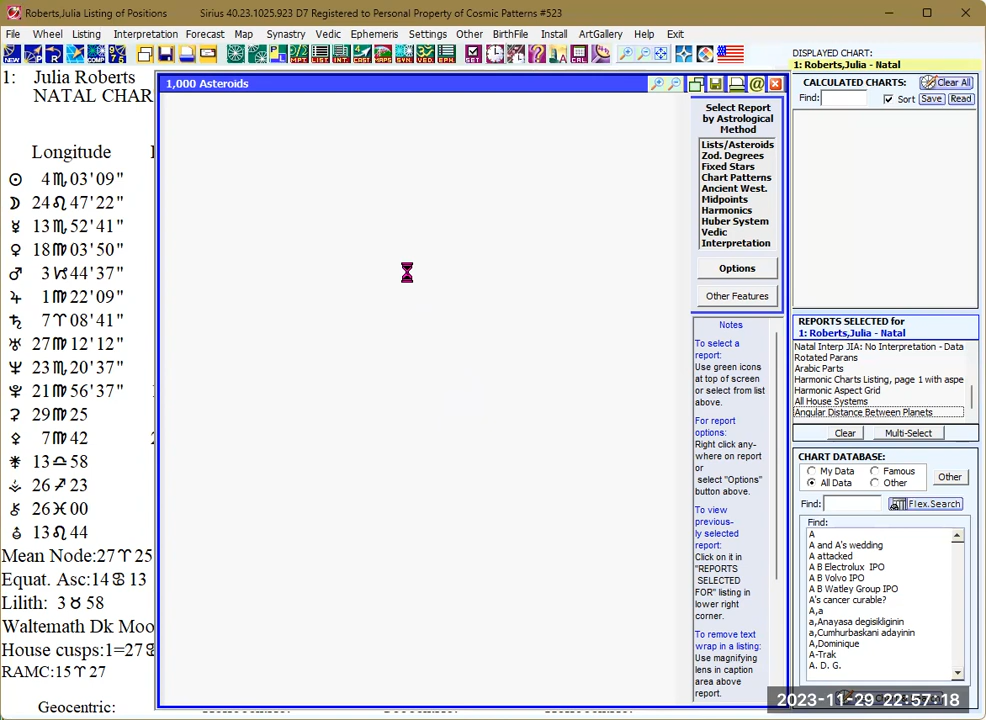 Roberts,Julia Listing of Positions Sirius 40.23.1025.923 D7 Registered to Personal Property of Cosmic Patterns #523
File Wheel Listing Interpretation Forecast Map Synastry Vedic Ephemeris Settings Other BirthFile Install ArtGallery Help Exit
1: Julia Roberts
NATAL CHAR
Longitude
☉ 4♏03'09"
☽ 24♌47'22"
☿ 13♏52'41"
♀ 18♍03'50"
♂ 3♑44'37"
♃ 1♍22'09"
♄ 7♈08'41"
♅ 27♍12'12"
♆ 23♏20'37"
♇ 21♍56'37"
⚳ 29♍25
⚴ 7♍42
⚵ 13♎58
⚶ 26♐23
⚷ 26♓00
13♌44
Mean Node:27♈25
Equat. Asc:14♋13
Lilith: 3♉58
Waltemath Dk Moo
House cusps:1=27♋
RAMC:15♈27
Geocentric:
1,000 Asteroids
Select Report
by Astrological
Method
Lists/Asteroids
Zod. Degrees
Fixed Stars
Chart Patterns
Ancient West.
Midpoints
Harmonics
Huber System
Vedic
Interpretation
Options
Other Features
Notes
To select a
report:
Use green icons
at top of screen
or select from list
above.
For report
options:
Right click any-
where on report
or
select "Options"
button above.
To view
previous-
ly selected
report:
Click on it in
"REPORTS
SELECTED
FOR" listing in
lower right
corner.
To remove text
wrap in a listing:
Use magnifying
lens in caption
area above
report.
DISPLAYED CHART:
1: Roberts,Julia - Natal
CALCULATED CHARTS: Clear All
Find: Sort Save Read
REPORTS SELECTED for
1: Roberts,Julia - Natal
Natal Interp JIA: No Interpretation - Data
Rotated Parans
Arabic Parts
Harmonic Charts Listing, page 1 with aspe
Harmonic Aspect Grid
All House Systems
Angular Distance Between Planets
Clear Multi-Select
CHART DATABASE:
My Data Famous
All Data Other
Other
Find: Flex.Search
Find:
A
A and A's wedding
A attacked
A B Electrolux IPO
A B Volvo IPO
A B Watley Group IPO
A's cancer curable?
A,a
a,Anayasa degisikliginin
a,Cumhurbaskani adayinin
A,Dominique
A-Trak
A. D. G.
2023-11-29 22:57:18